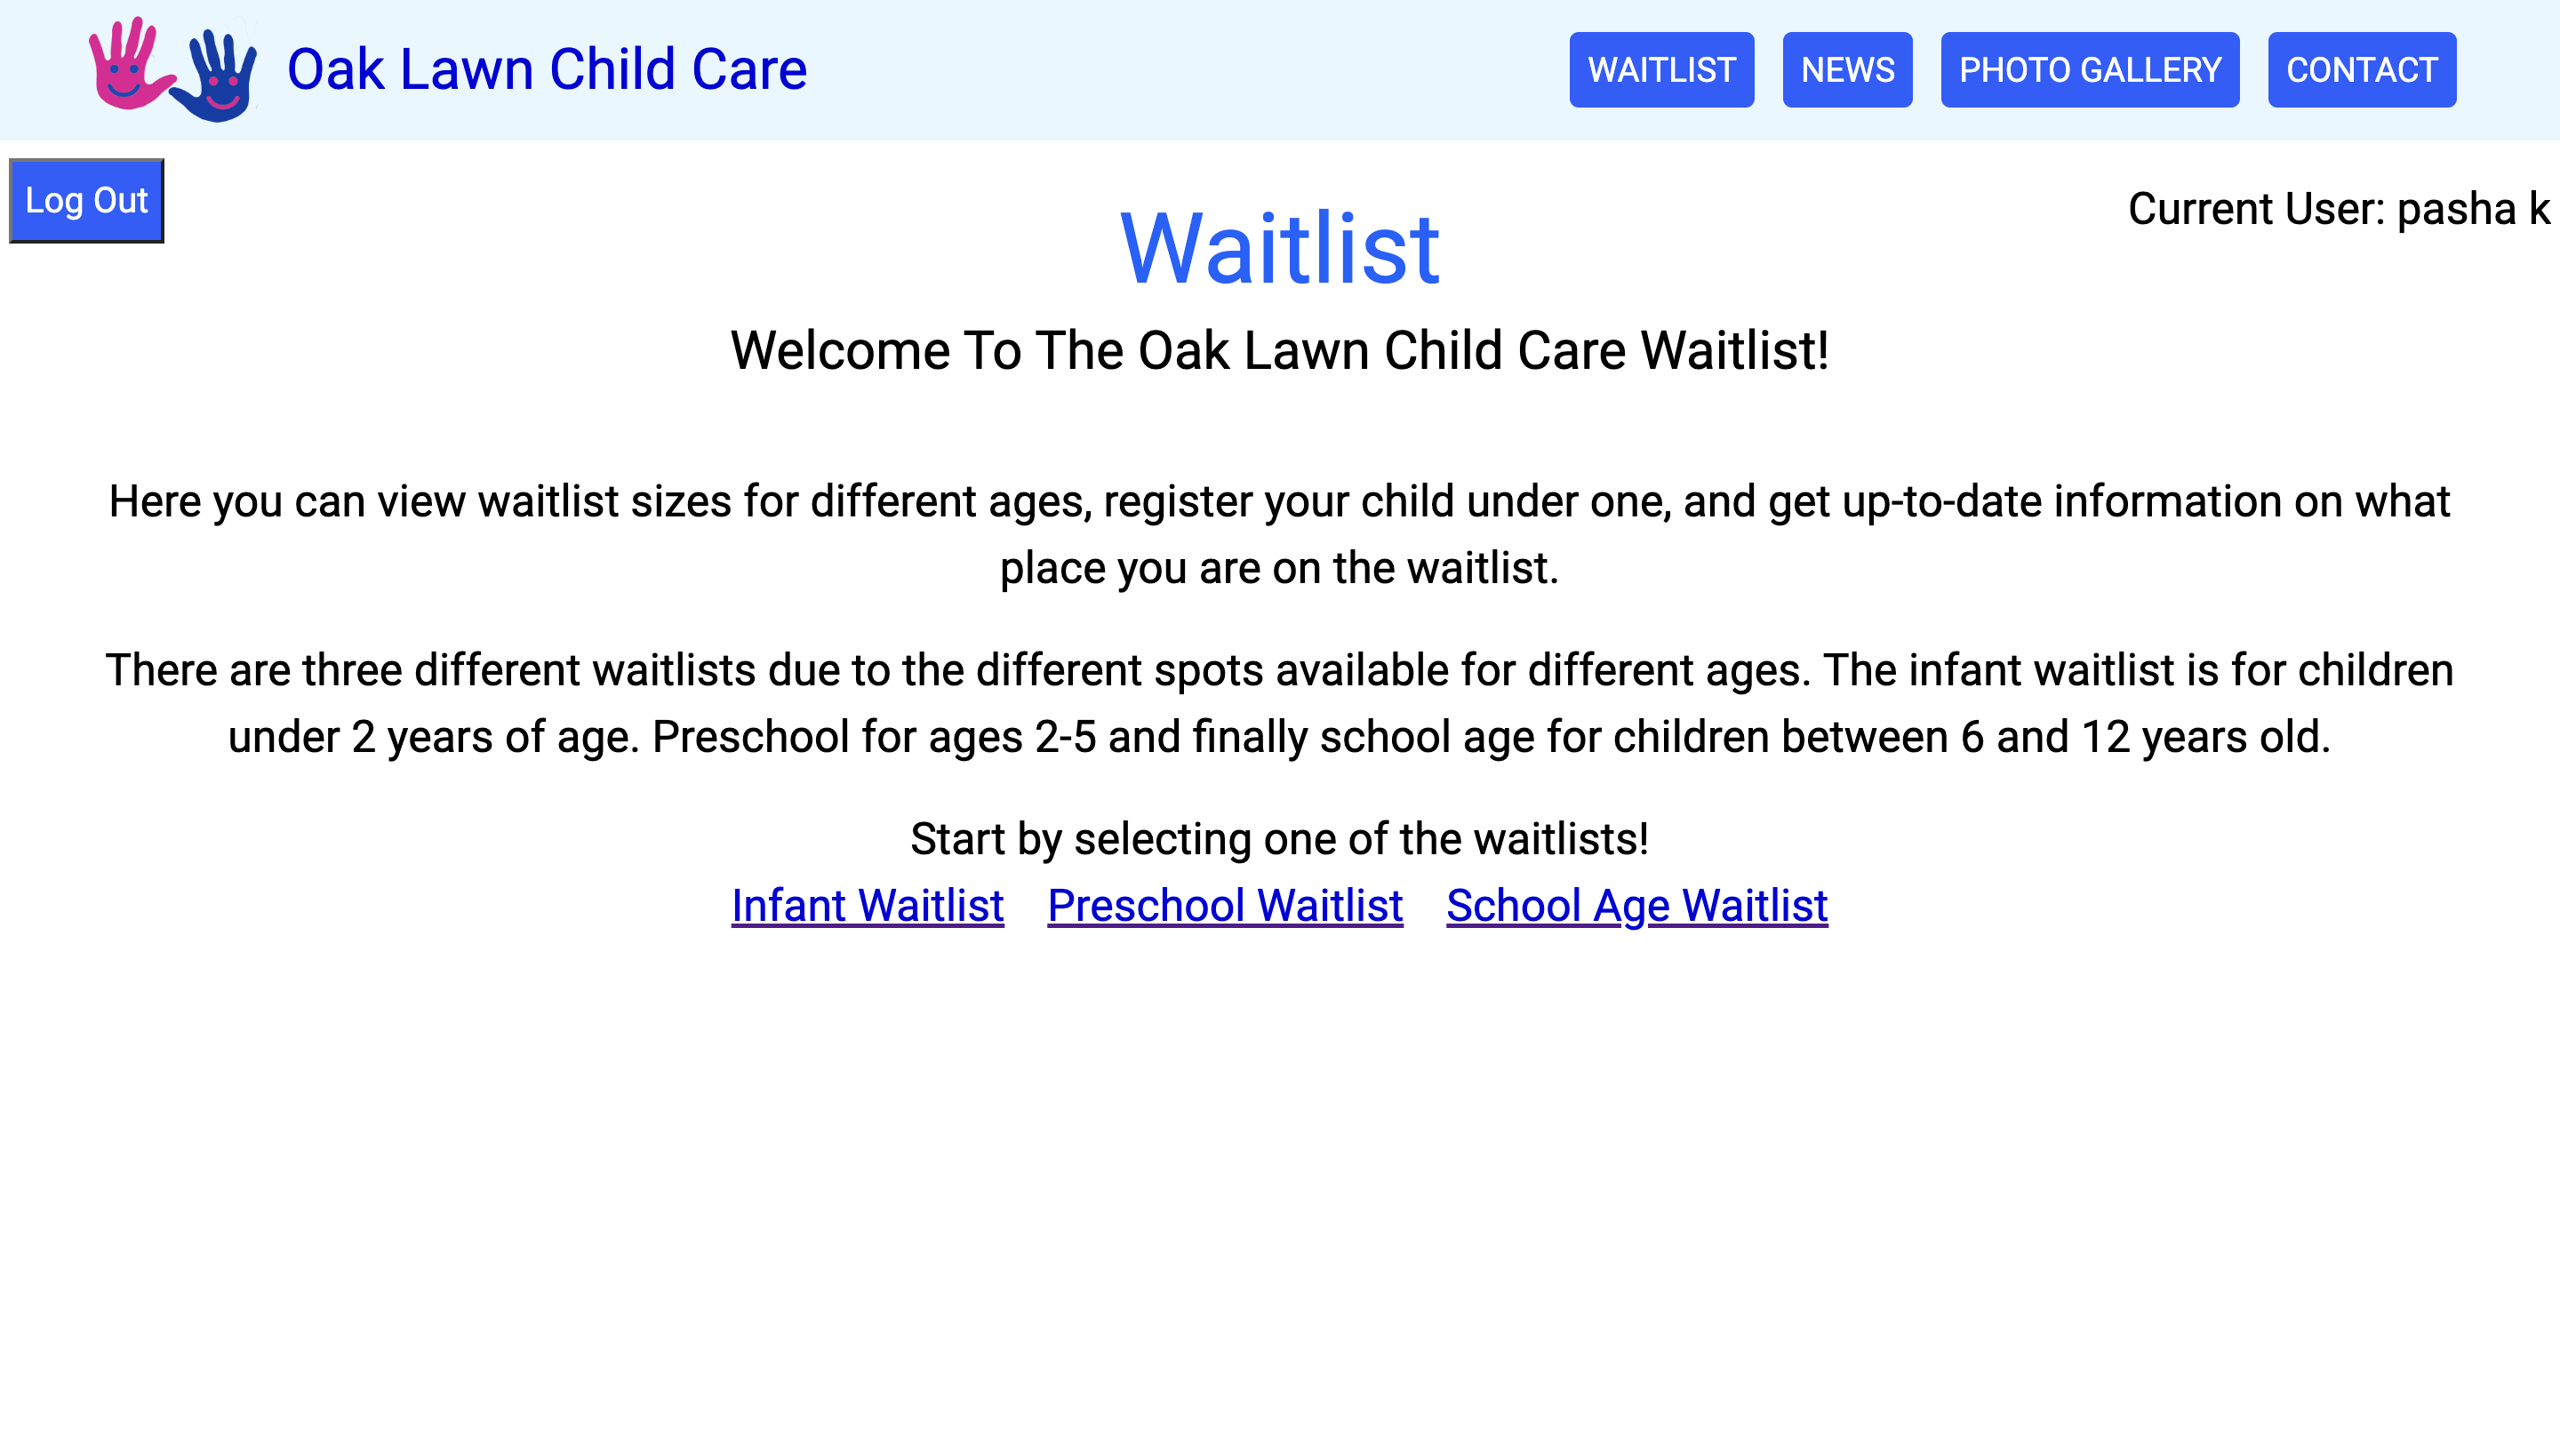 Oak Lawn Child Care
WAITLIST
NEWS
PHOTO GALLERY
CONTACT
Log Out
Current User: pasha k
Waitlist
Welcome To The Oak Lawn Child Care Waitlist!
Here you can view waitlist sizes for different ages, register your child under one, and get up-to-date information on what
place you are on the waitlist.
There are three different waitlists due to the different spots available for different ages. The infant waitlist is for children
under 2 years of age. Preschool for ages 2-5 and finally school age for children between 6 and 12 years old.
Start by selecting one of the waitlists!
Infant Waitlist
Preschool Waitlist
School Age Waitlist